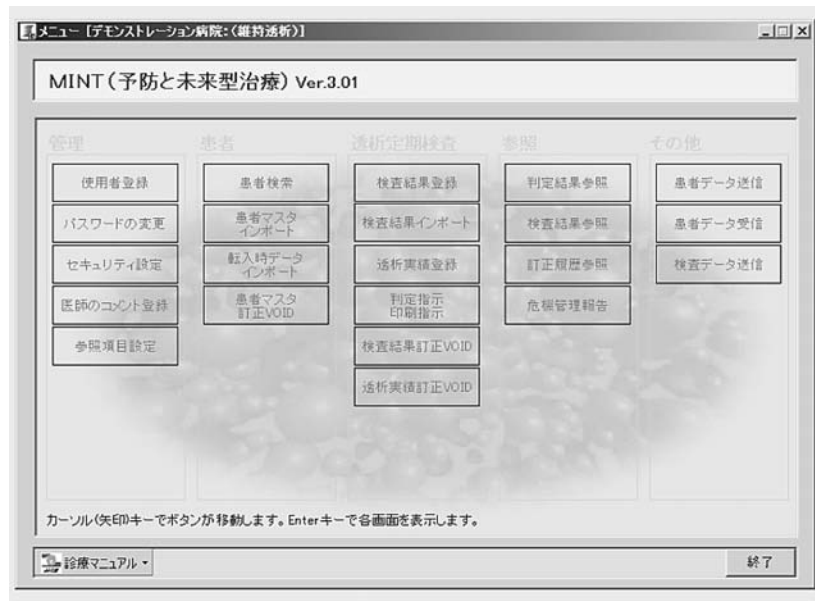 メニュー [デモンストレーション病院:(維持透析)]
MINT(予防と未来型治療) Ver.3.01
管理
患者
透析定期検査
参照
その他
使用者登録
患者検索
検査結果登録
判定結果参照
患者データ送信
パスワードの変更
患者マスタ
インポート
検査結果インポート
検査結果参照
患者データ受信
セキュリティ設定
転入時データ
インポート
透析実績登録
訂正履歴参照
検査データ送信
医師のコメント登録
患者マスタ
訂正VOID
判定指示
印刷指示
危機管理報告
参照項目設定
検査結果訂正VOID
透析実績訂正VOID
カーソル(矢印)キーでボタンが移動します。Enterキーで各画面を表示します。
診療マニュアル
終了